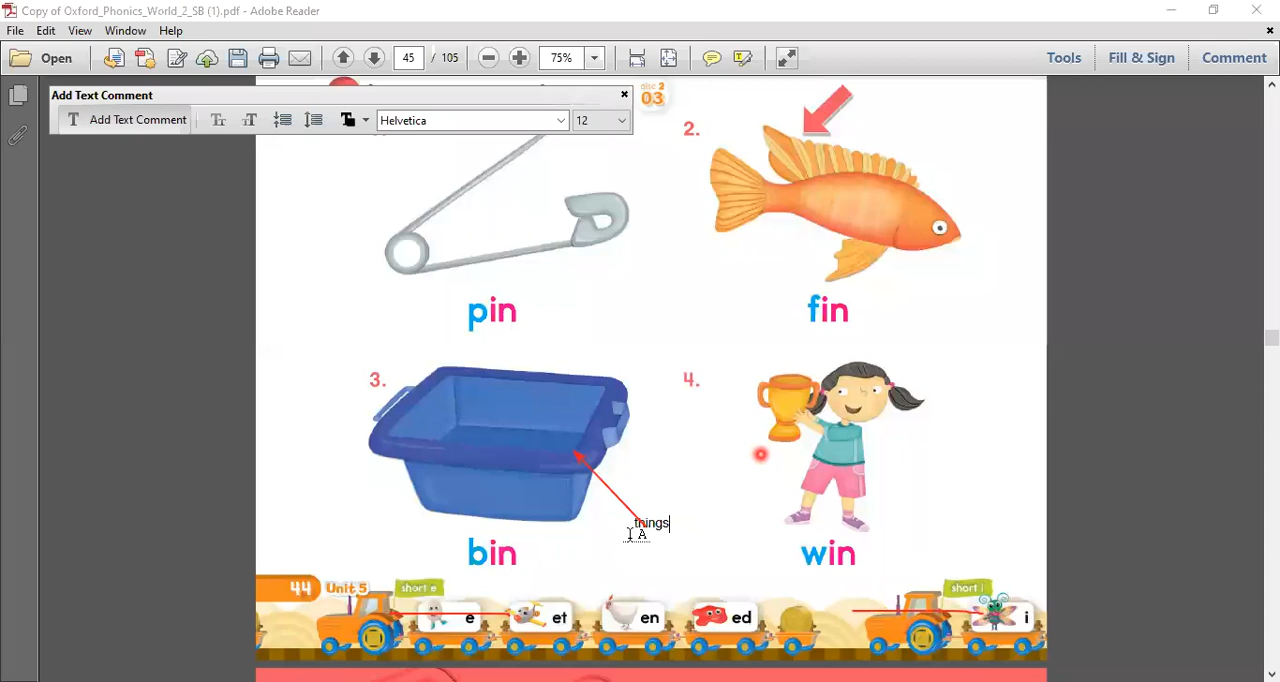 Copy of Oxford_Phonics_World_2_SB (1).pdf - Adobe Reader
File Edit View Window Help
Open 45 / 105 75% Tools Fill & Sign Comment
Add Text Comment
T Add Text Comment Helvetica 12
disc 2
03
2.
pin
fin
3.
4.
things
bin
win
44 Unit 5 short e short i
e et en ed i